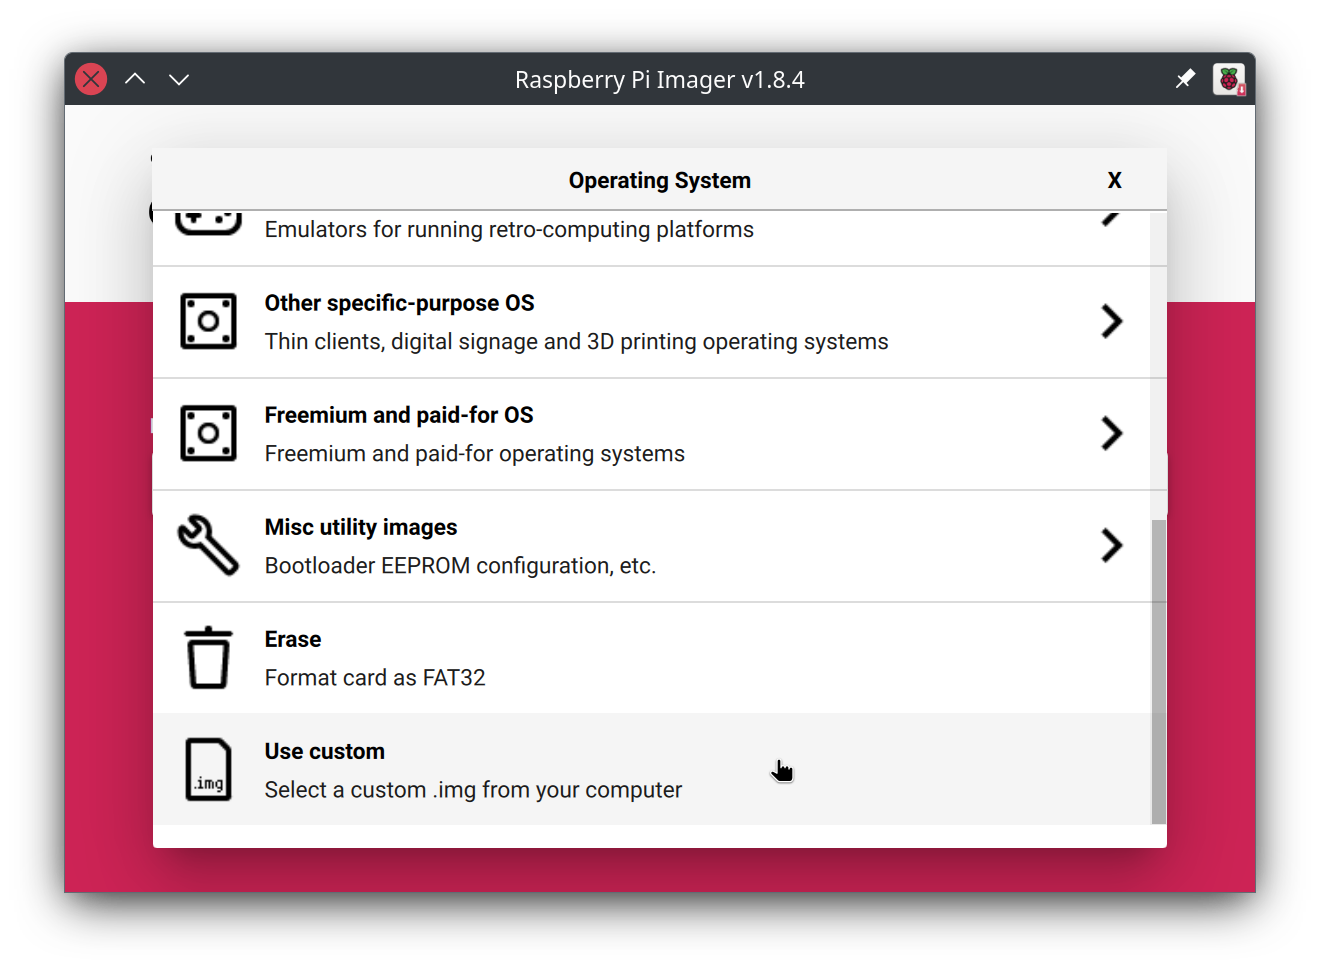 Raspberry Pi Imager v1.8.4
Operating System
X
Emulators for running retro-computing platforms
Other specific-purpose OS
Thin clients, digital signage and 3D printing operating systems
Freemium and paid-for OS
Freemium and paid-for operating systems
Misc utility images
Bootloader EEPROM configuration, etc.
Erase
Format card as FAT32
Use custom
.img
Select a custom .img from your computer